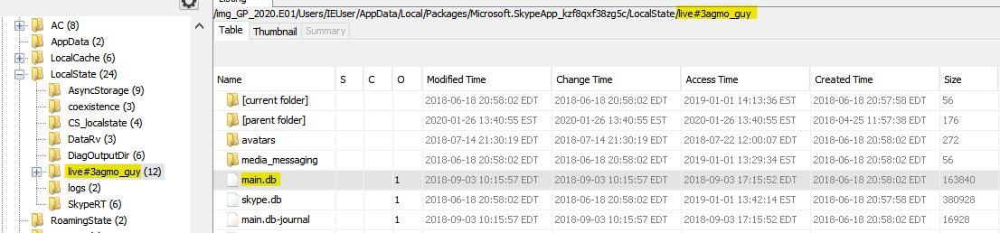 Listing
/img_GP_2020.E01/Users/IEUser/AppData/Local/Packages/Microsoft.SkypeApp_kzf8qxf38zg5c/LocalState/live#3agmo_guy
Table Thumbnail Summary
AC (8)
AppData (2)
LocalCache (6)
LocalState (24)
AsyncStorage (9)
coexistence (3)
CS_localstate (4)
DataRv (3)
DiagOutputDir (6)
live#3agmo_guy (12)
logs (2)
SkypeRT (6)
RoamingState (2)
Name S C O Modified Time Change Time Access Time Created Time Size
[current folder] 2018-06-18 20:58:02 EDT 2018-06-18 20:58:02 EDT 2019-01-01 14:13:36 EST 2018-06-18 20:57:58 EDT 56
[parent folder] 2020-01-26 13:40:55 EST 2020-01-26 13:40:55 EST 2020-01-26 13:40:55 EST 2018-04-25 11:57:38 EDT 176
avatars 2018-07-14 21:30:19 EDT 2018-07-14 21:30:19 EDT 2018-07-22 12:00:07 EDT 2018-06-18 20:58:02 EDT 272
media_messaging 2018-06-18 20:58:02 EDT 2018-06-18 20:58:02 EDT 2019-01-01 13:29:34 EST 2018-06-18 20:58:02 EDT 56
main.db 1 2018-09-03 10:15:57 EDT 2018-09-03 10:15:57 EDT 2018-09-03 17:15:52 EDT 2018-06-18 20:58:02 EDT 163840
skype.db 1 2018-06-18 20:58:02 EDT 2018-06-18 20:58:02 EDT 2019-01-01 13:42:14 EST 2018-06-18 20:58:02 EDT 380928
main.db-journal 1 2018-09-03 10:15:57 EDT 2018-09-03 10:15:57 EDT 2018-09-03 17:15:52 EDT 2018-06-18 20:58:02 EDT 16928